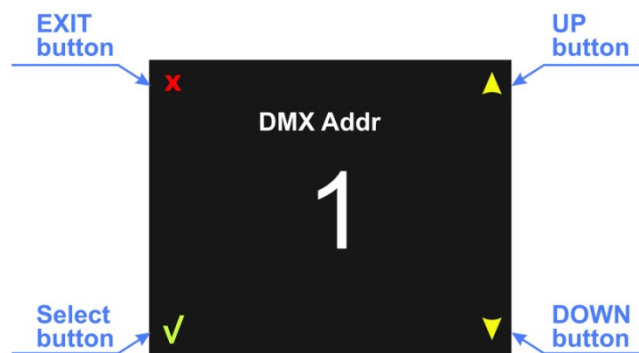 EXIT
button
UP
button
x
DMX Addr
1
Select
button
√
DOWN
button